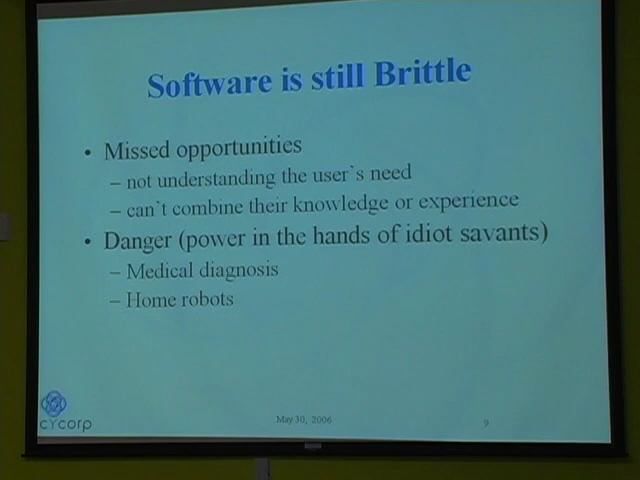 Software is still Brittle
• Missed opportunities
– not understanding the user`s need
– can`t combine their knowledge or experience
• Danger (power in the hands of idiot savants)
– Medical diagnosis
– Home robots
cycorp
May 30, 2006
9